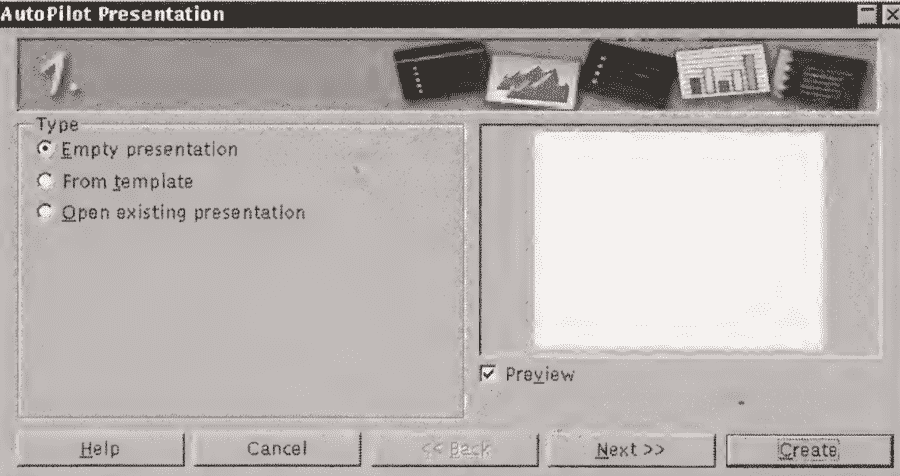 AutoPilot Presentation
1.
Type
Empty presentation
From template
Open existing presentation
Preview
Help Cancel << Back Next >> Create